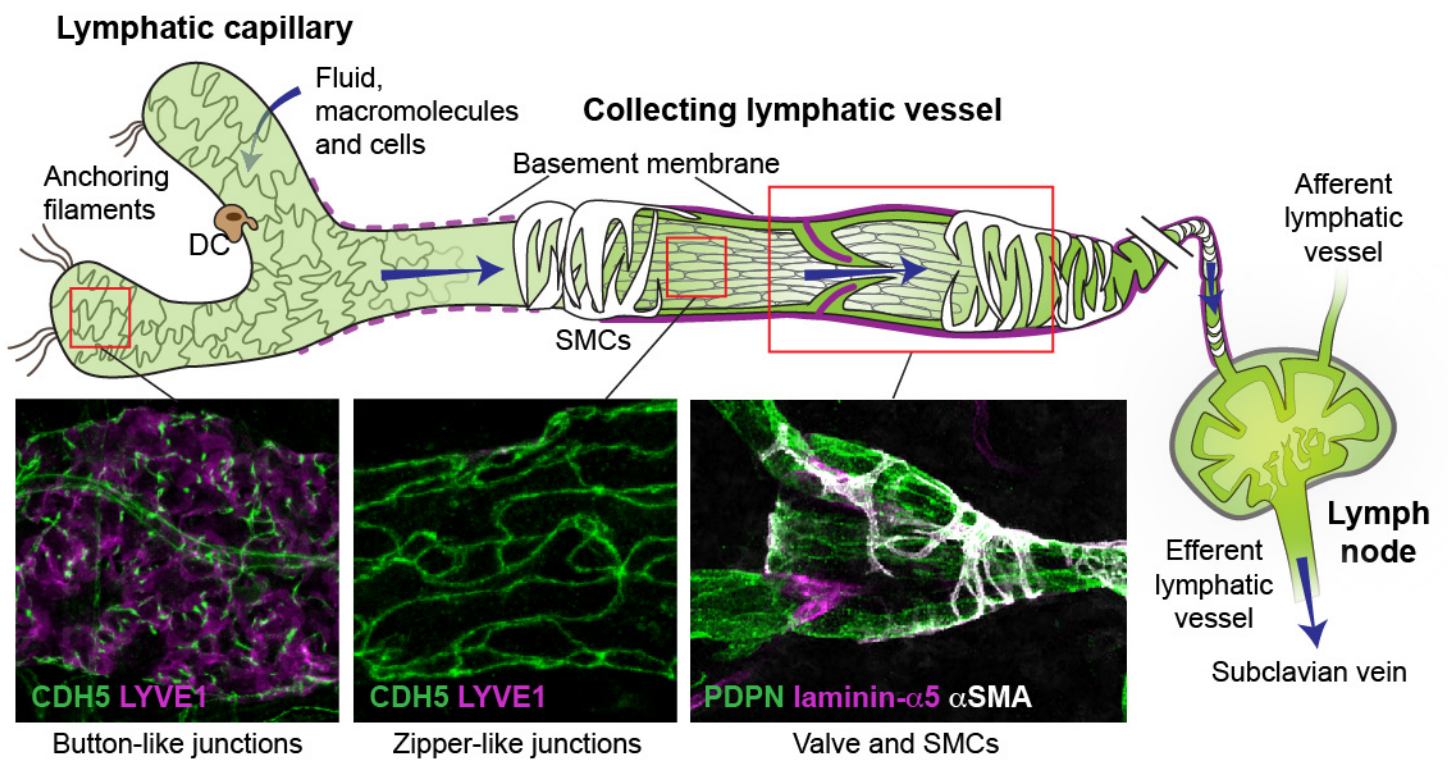 Lymphatic capillary
Fluid,
macromolecules
and cells
Collecting lymphatic vessel
Basement membrane
Anchoring
filaments
DC
SMCs
Afferent
lymphatic
vessel
Lymph
node
Efferent
lymphatic
vessel
Subclavian vein
CDH5 LYVE1
Button-like junctions
CDH5 LYVE1
Zipper-like junctions
PDPN laminin-α5 αSMA
Valve and SMCs